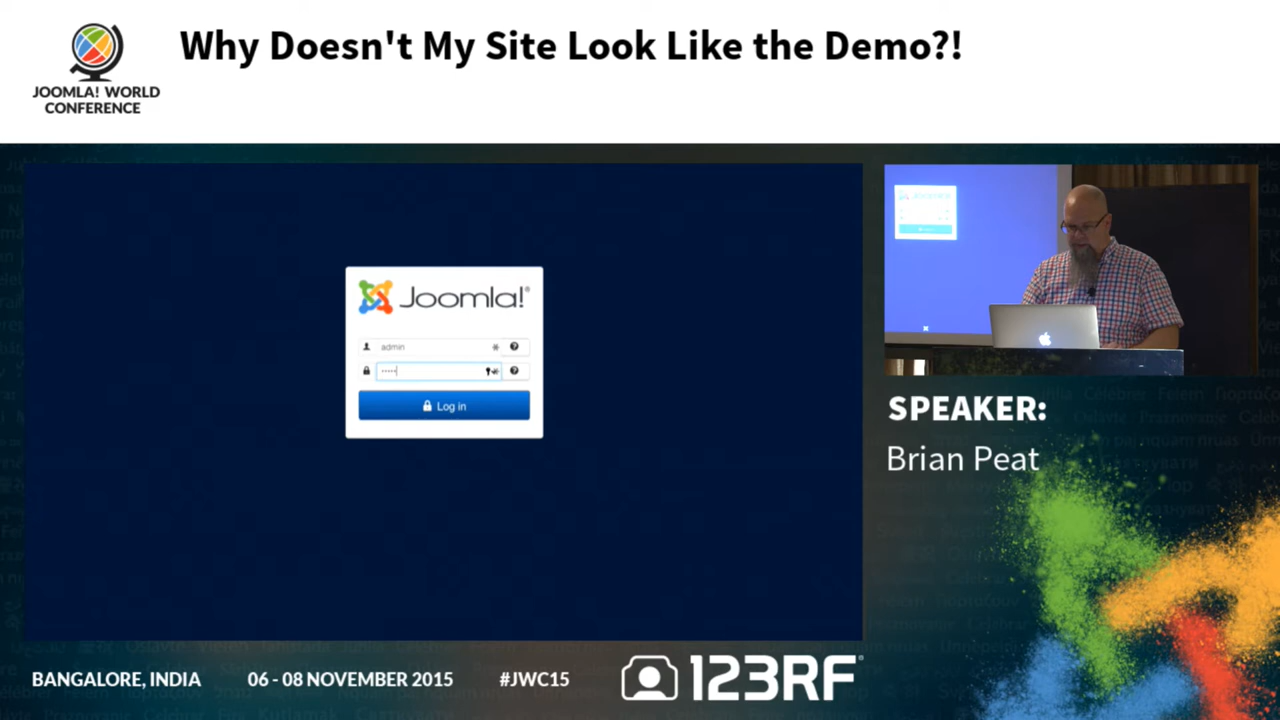 JOOMLA! WORLD
CONFERENCE
Why Doesn't My Site Look Like the Demo?!
Joomla!®
admin
Log in
SPEAKER:
Brian Peat
BANGALORE, INDIA
06 - 08 NOVEMBER 2015
#JWC15
123RF®